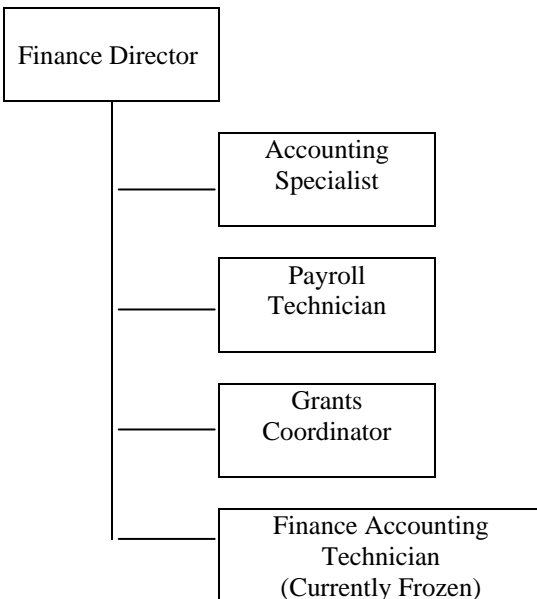 Finance Director
Accounting
Specialist
Payroll
Technician
Grants
Coordinator
Finance Accounting
Technician
(Currently Frozen)